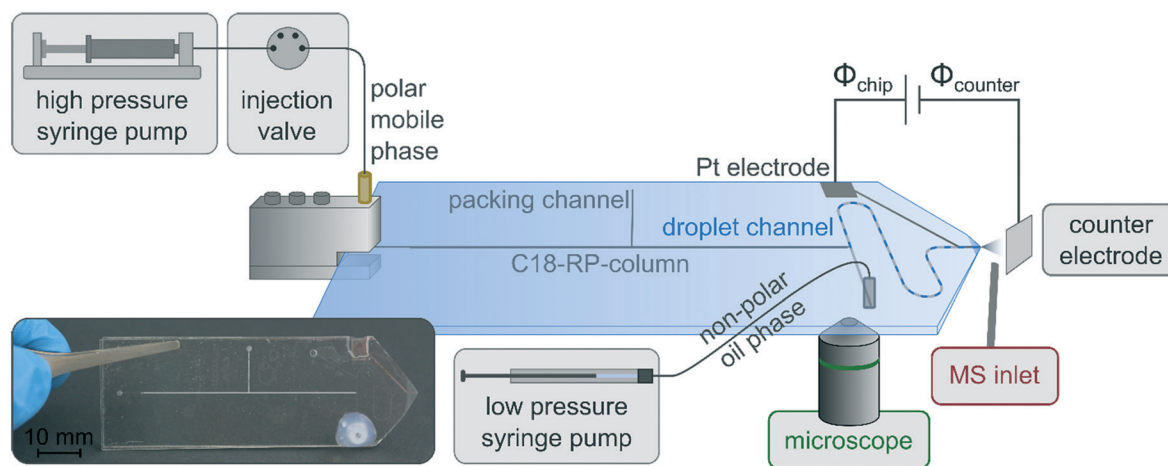 high pressure
syringe pump
injection
valve
polar
mobile
phase
Φchip
Φcounter
Pt electrode
packing channel
droplet channel
C18-RP-column
counter
electrode
non-polar
oil phase
MS inlet
low pressure
syringe pump
microscope
10 mm